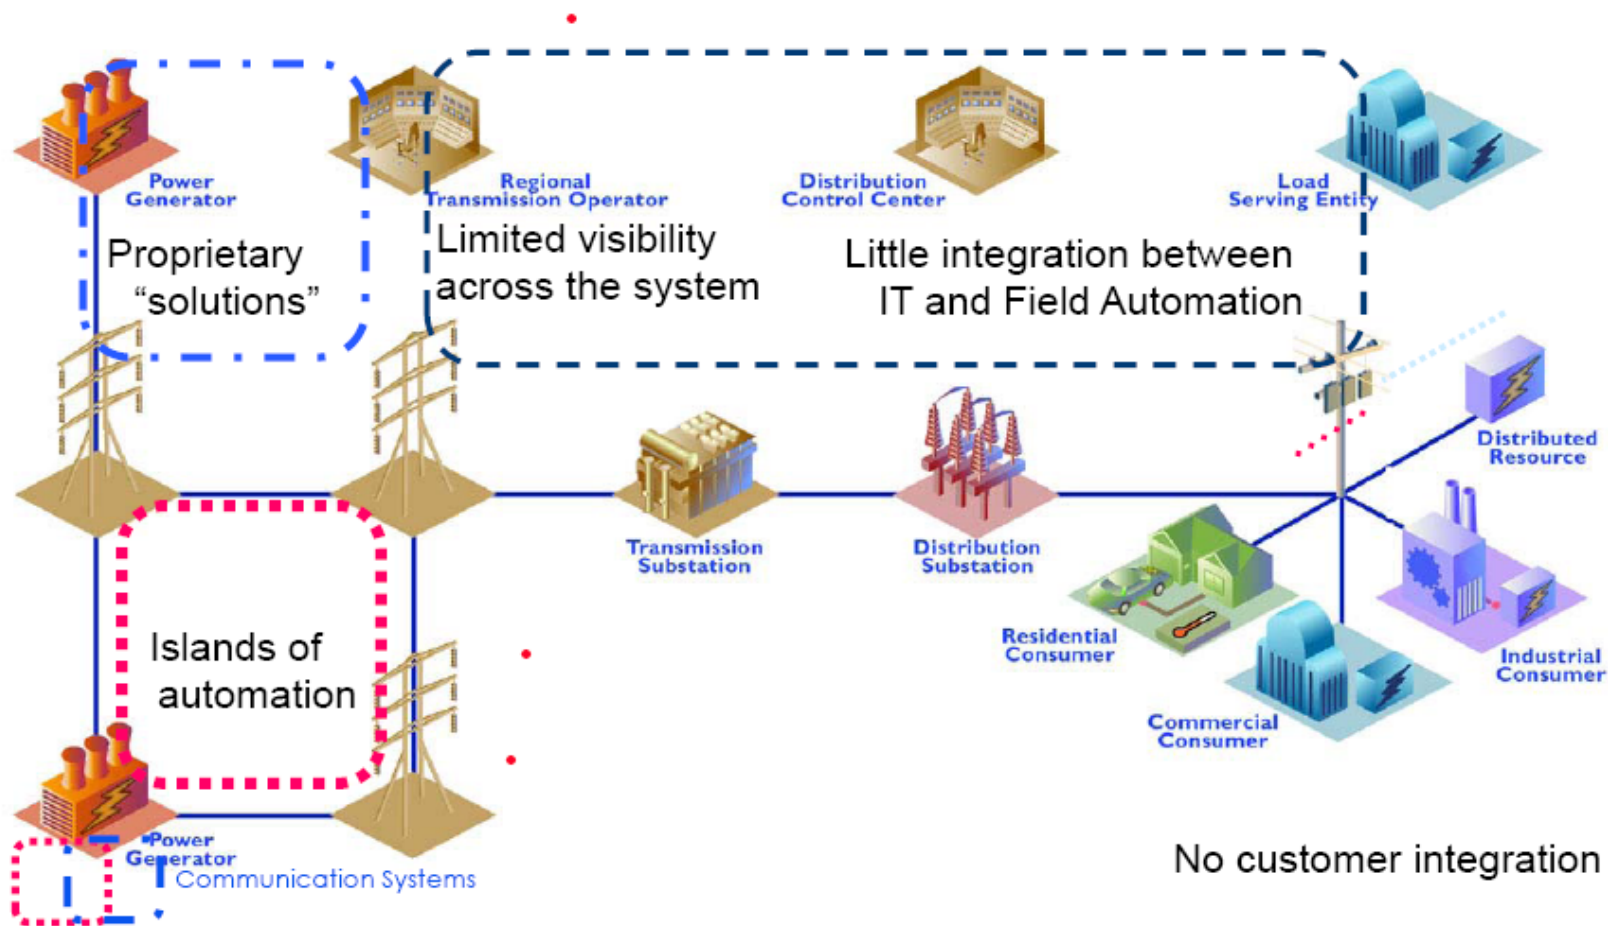 Power
Generator
Regional
Transmission Operator
Distribution
Control Center
Load
Serving Entity
Proprietary
“solutions”
Limited visibility
across the system
Little integration between
IT and Field Automation
Distributed
Resource
Transmission
Substation
Distribution
Substation
Residential
Consumer
Industrial
Consumer
Commercial
Consumer
Islands of
automation
Power
Generator
Communication Systems
No customer integration